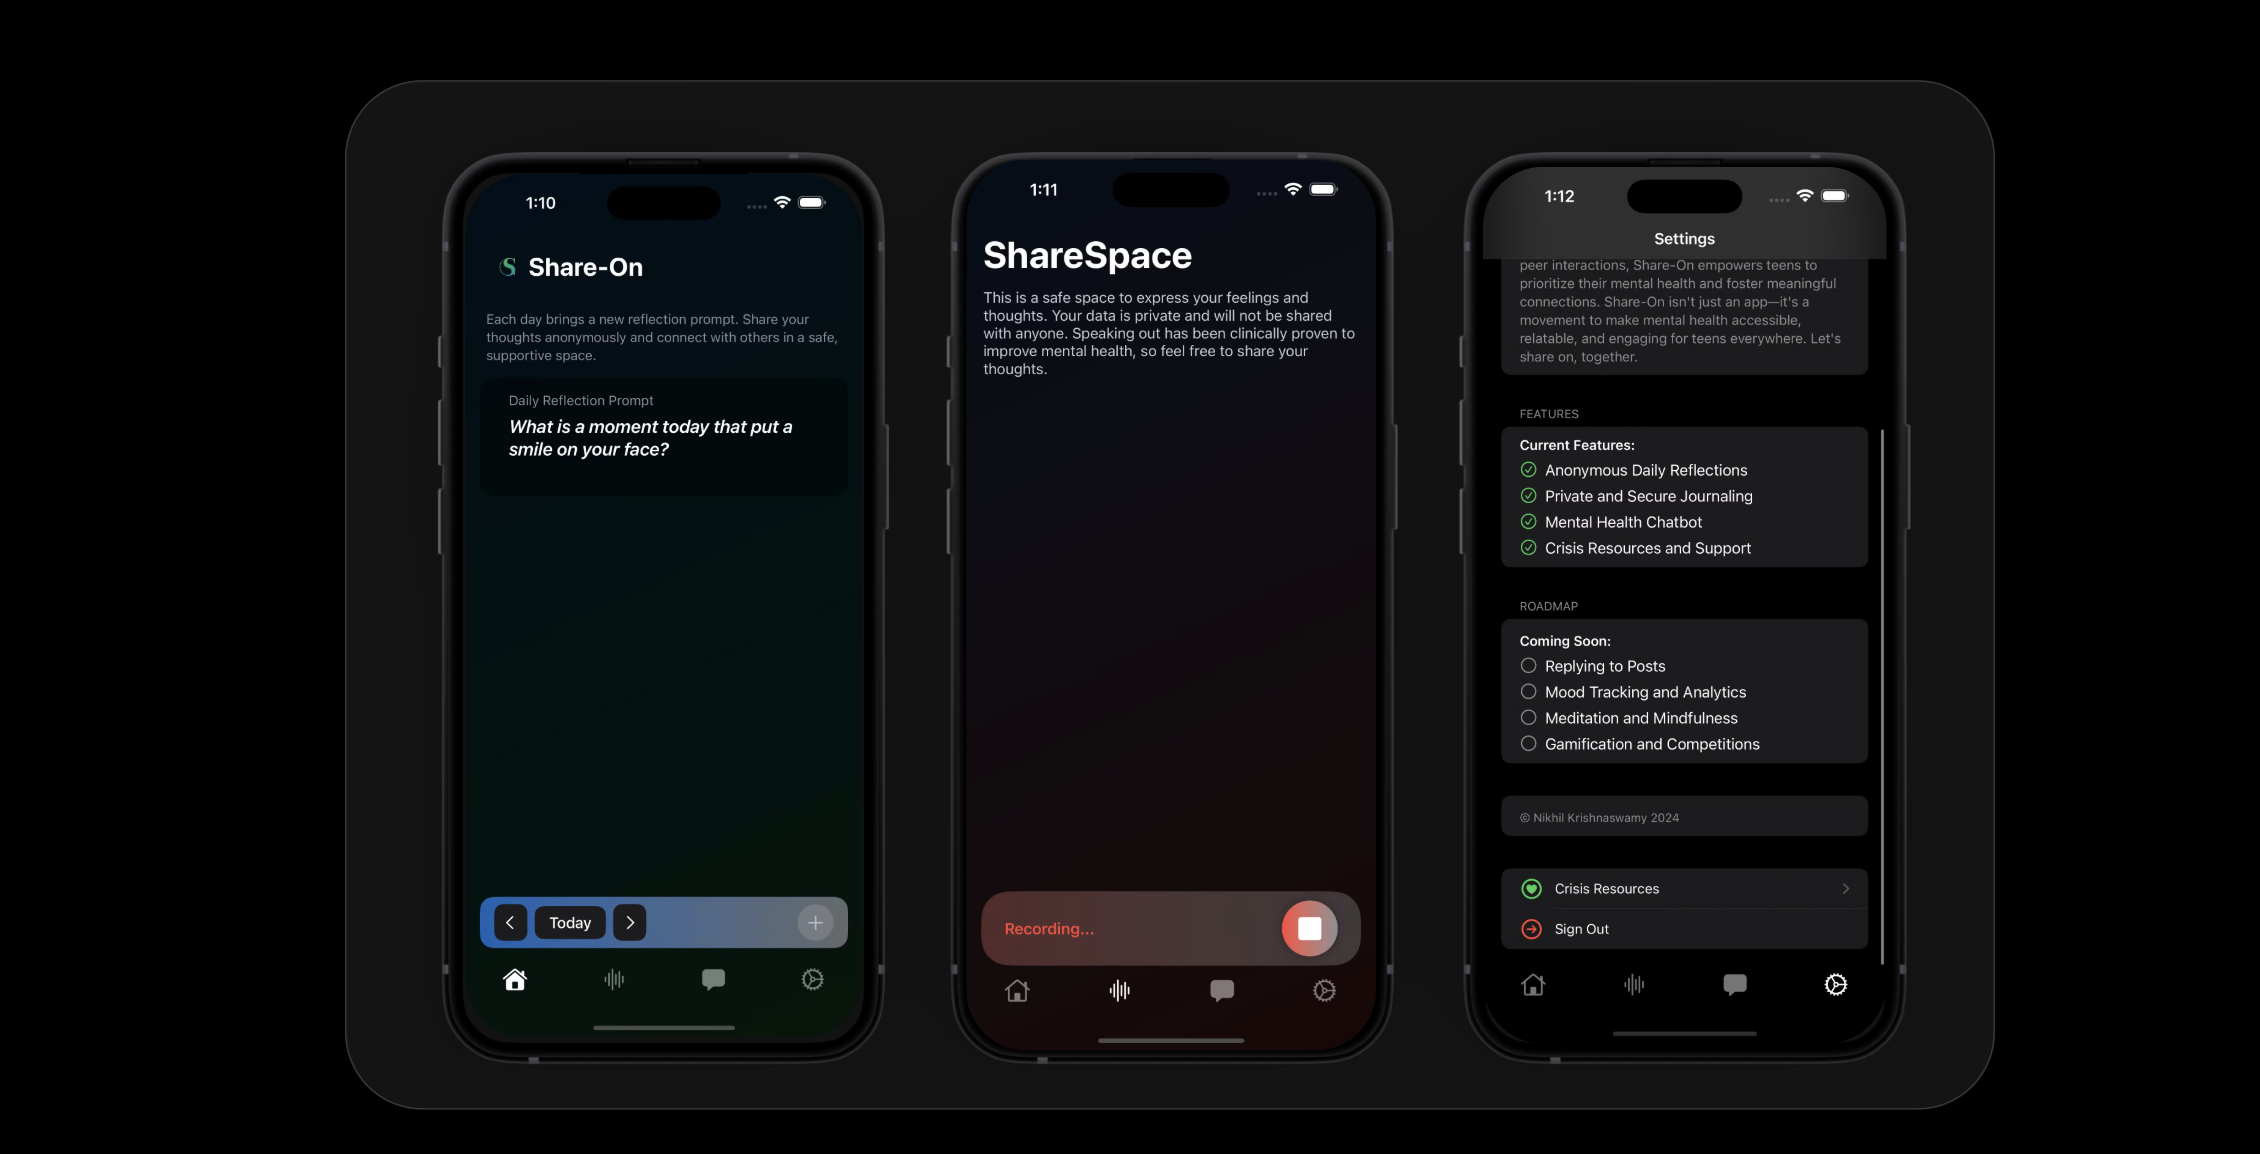 1:10
Share-On
Each day brings a new reflection prompt. Share your
thoughts anonymously and connect with others in a safe,
supportive space.
Daily Reflection Prompt
What is a moment today that put a
smile on your face?
Today
1:11
ShareSpace
This is a safe space to express your feelings and
thoughts. Your data is private and will not be shared
with anyone. Speaking out has been clinically proven to
improve mental health, so feel free to share your
thoughts.
Recording...
1:12
Settings
peer interactions, Share-On empowers teens to
prioritize their mental health and foster meaningful
connections. Share-On isn't just an app—it's a
movement to make mental health accessible,
relatable, and engaging for teens everywhere. Let's
share on, together.
FEATURES
Current Features:
Anonymous Daily Reflections
Private and Secure Journaling
Mental Health Chatbot
Crisis Resources and Support
ROADMAP
Coming Soon:
Replying to Posts
Mood Tracking and Analytics
Meditation and Mindfulness
Gamification and Competitions
© Nikhil Krishnaswamy 2024
Crisis Resources
Sign Out